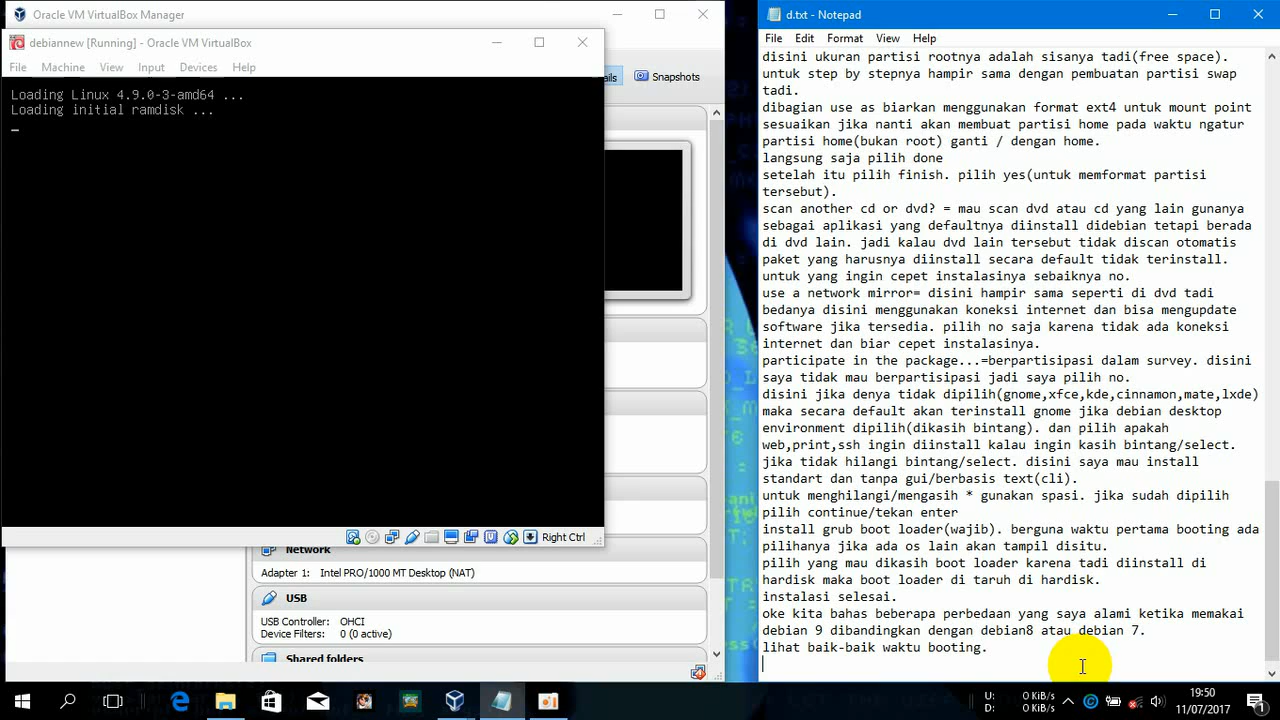 Oracle VM VirtualBox Manager
debiannew [Running] - Oracle VM VirtualBox
File Machine View Input Devices Help
Loading Linux 4.9.0-3-amd64 ...
Loading initial ramdisk ...
Right Ctrl
ails
Snapshots
Network
Adapter 1: Intel PRO/1000 MT Desktop (NAT)
USB
USB Controller: OHCI
Device Filters: 0 (0 active)
Shared folders
d.txt - Notepad
File Edit Format View Help
disini ukuran partisi rootnya adalah sisanya tadi(free space).
untuk step by stepnya hampir sama dengan pembuatan partisi swap
tadi.
dibagian use as biarkan menggunakan format ext4 untuk mount point
sesuaikan jika nanti akan membuat partisi home pada waktu ngatur
partisi home(bukan root) ganti / dengan home.
langsung saja pilih done
setelah itu pilih finish. pilih yes(untuk memformat partisi
tersebut).
scan another cd or dvd? = mau scan dvd atau cd yang lain gunanya
sebagai aplikasi yang defaultnya diinstall didebian tetapi berada
di dvd lain. jadi kalau dvd lain tersebut tidak discan otomatis
paket yang harusnya diinstall secara default tidak terinstall.
untuk yang ingin cepet instalasinya sebaiknya no.
use a network mirror= disini hampir sama seperti di dvd tadi
bedanya disini menggunakan koneksi internet dan bisa mengupdate
software jika tersedia. pilih no saja karena tidak ada koneksi
internet dan biar cepet instalasinya.
participate in the package...=berpartisipasi dalam survey. disini
saya tidak mau berpartisipasi jadi saya pilih no.
disini jika denya tidak dipilih(gnome,xfce,kde,cinnamon,mate,lxde)
maka secara default akan terinstall gnome jika debian desktop
environment dipilih(dikasih bintang). dan pilih apakah
web,print,ssh ingin diinstall kalau ingin kasih bintang/select.
jika tidak hilangi bintang/select. disini saya mau install
standart dan tanpa gui/berbasis text(cli).
untuk menghilangi/mengasih * gunakan spasi. jika sudah dipilih
pilih continue/tekan enter
install grub boot loader(wajib). berguna waktu pertama booting ada
pilihanya jika ada os lain akan tampil disitu.
pilih yang mau dikasih boot loader karena tadi diinstall di
hardisk maka boot loader di taruh di hardisk.
instalasi selesai.
oke kita bahas beberapa perbedaan yang saya alami ketika memakai
debian 9 dibandingkan dengan debian8 atau debian 7.
lihat baik-baik waktu booting.
U: 0 KiB/s
D: 0 KiB/s
19:50
11/07/2017